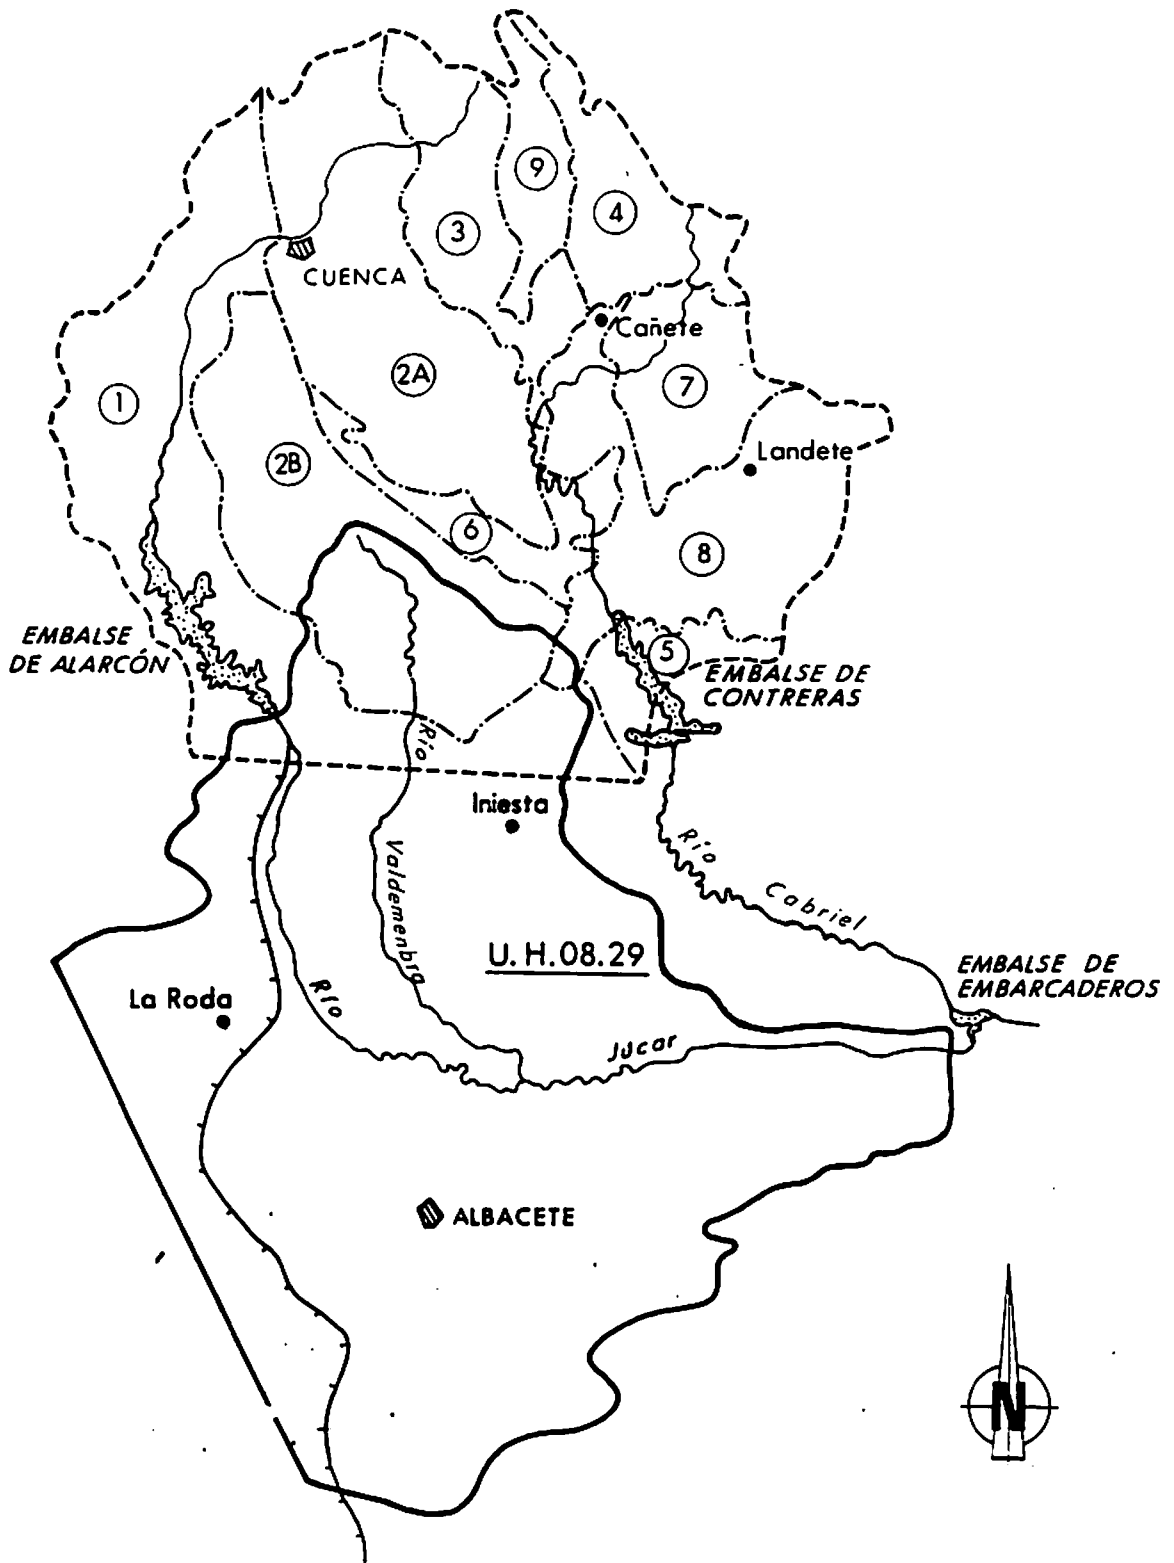 9
4
3
CUENCA
Cañete
2A
7
1
Landete
2B
6
8
EMBALSE
DE ALARCÓN
5
EMBALSE DE
CONTRERAS
Río
Iniesta
Río
Valdemenbra
Cabriel
U.H.08.29
EMBALSE DE
EMBARCADEROS
La Roda
Río
Júcar
ALBACETE
N